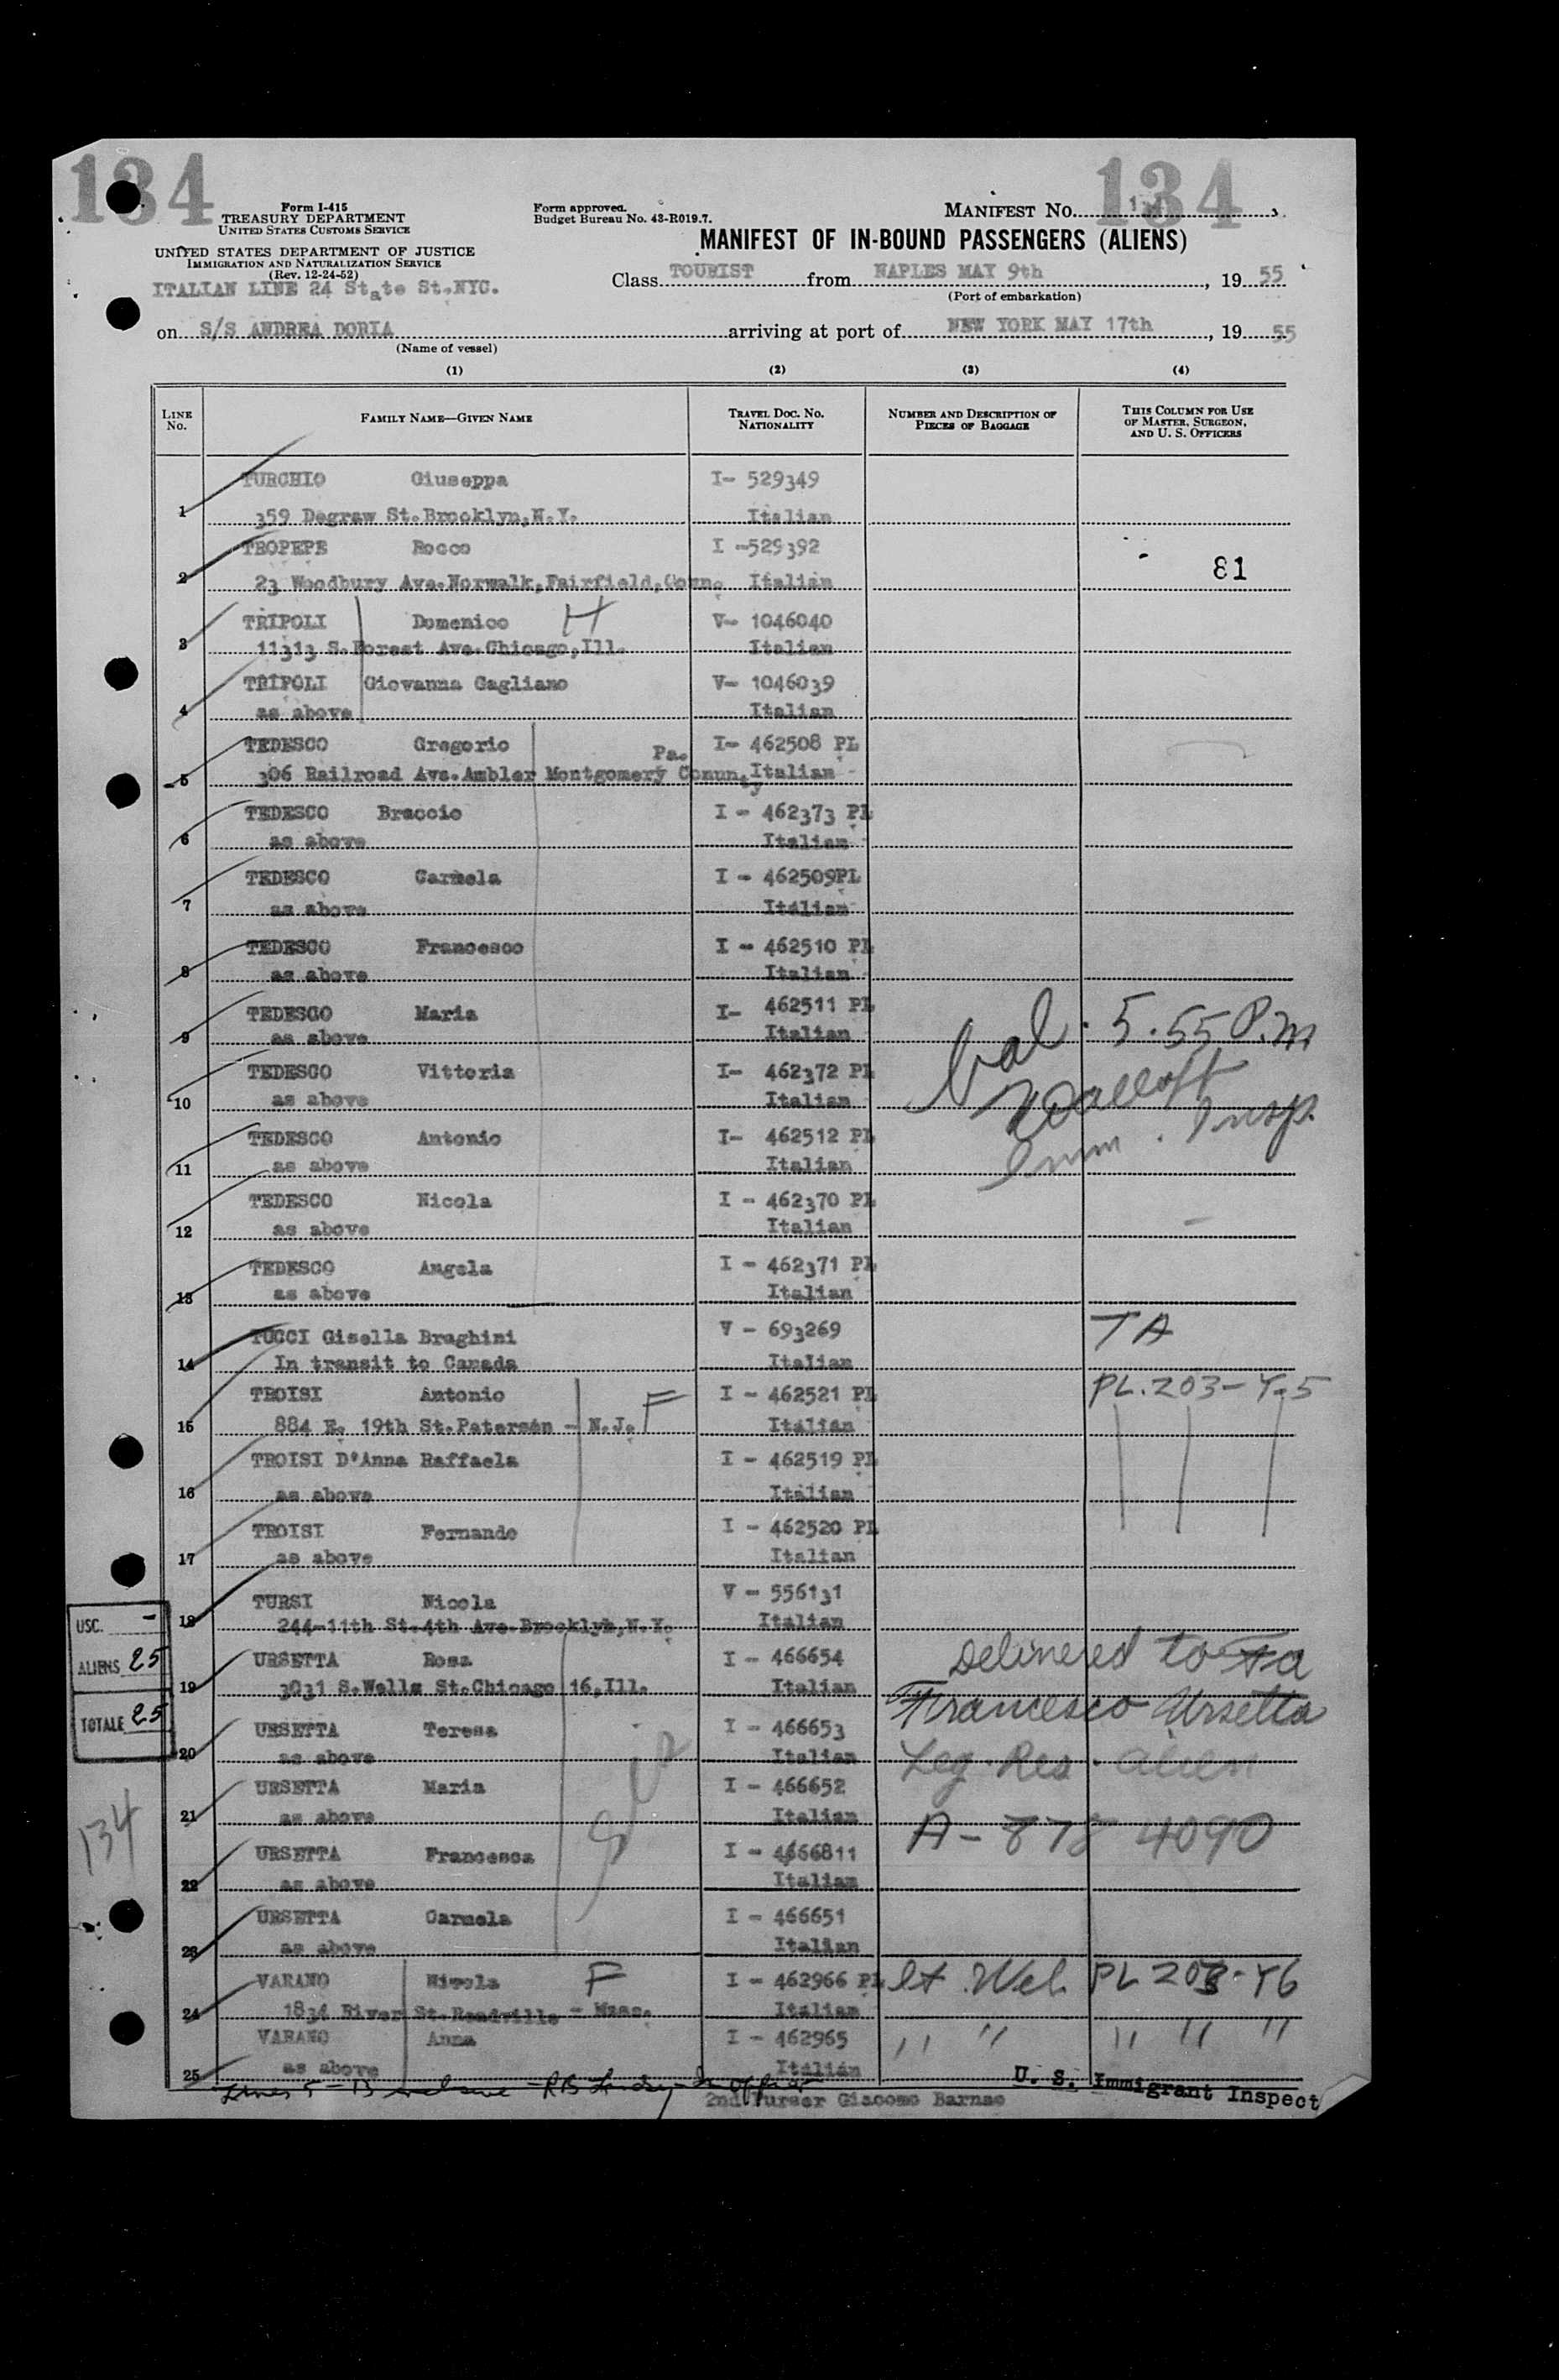 134 134
Form I-415
TREASURY DEPARTMENT
UNITED STATES CUSTOMS SERVICE
Form approved.
Budget Bureau No. 43-R019.7.
MANIFEST NO.
UNITED STATES DEPARTMENT OF JUSTICE
IMMIGRATION AND NATURALIZATION SERVICE
(Rev. 12-24-52)
MANIFEST OF IN-BOUND PASSENGERS (ALIENS)
ITALIAN LINE 24 State St.NYC.
Class TOURIST from NAPLES MAY 9th, 19 55
(Port of embarkation)
on S/S ANDREA DORIA arriving at port of NEW YORK MAY 17th, 19 55
(Name of vessel)
(1) (2) (3) (4)
LINE No. FAMILY NAME—GIVEN NAME TRAVEL DOC. NO. NATIONALITY NUMBER AND DESCRIPTION OF PIECES OF BAGGAGE THIS COLUMN FOR USE OF MASTER, SURGEON, AND U. S. OFFICERS
TURCHIO Giuseppa I- 529349
1 359 Degraw St.Brooklyn,N.Y. Italian
TROPEPE Rocco I -529392
2 23 Woodbury Ave.Norwalk,Fairfield,Conn. Italian 81
TRIPOLI Domenico H V- 1046040
3 11313 S.Forest Ave.Chicago,Ill. Italian
TRIPOLI Giovanna Gagliano V- 1046039
4 as above Italian
TEDESCO Gregorio Pa. I- 462508 PL
5 306 Railroad Ave.Ambler Montgomery Counnty Italian
TEDESCO Braccio I - 462373 PL
6 as above Italian
TEDESCO Carmela I - 462509PL
7 as above Italian
TEDESCO Francesco I - 462510 PL
8 as above Italian
TEDESCO Maria I- 462511 PL
9 as above Italian 5.55 P.m
TEDESCO Vittoria I- 462372 PL
10 as above Italian
TEDESCO Antonio I- 462512 PL Imm. Insp.
11 as above Italian
TEDESCO Nicola I - 462370 PL
12 as above Italian
TEDESCO Angela I - 462371 PL
13 as above Italian
TUCCI Gisella Braghini V - 693269 TA
14 In transit to Canada Italian
TROISI Antonio F I - 462521 PL PL.203-Y-5
15 884 E. 19th St.Paterson - N.J. Italian
TROISI D'Anna Raffaela I - 462519 PL
16 as above Italian
TROISI Fernando I - 462520 PL
17 as above Italian
TURSI Nicola V - 556131
USC. - 18 244-11th St.4th Ave.Brooklyn,N.Y. Italian
URSETTA Rosa I - 466654 Delivered to Fa
ALIENS 25 19 3031 S.Wells St.Chicago 16,Ill. Italian Francesco Ursetta
URSETTA Teresa I - 466653
TOTALE 25 20 as above Italian Leg. Res. alien
URSETTA Maria I - 466652
21 as above Italian A-878 4090
134
URSETTA Francesca I - 4666811
22 as above Italian
URSETTA Carmela I - 466651
23 as above Italian
VARANO Nicola F I - 462966 PL PL 203-Y6
24 1834 River St.Readville - Mass. Italian
VARANO Anna I - 462965 " " " " "
25 as above Italian
Lines 5-13 inclusive U. S. Immigrant Inspect
2nd Purser Giacomo Barnao